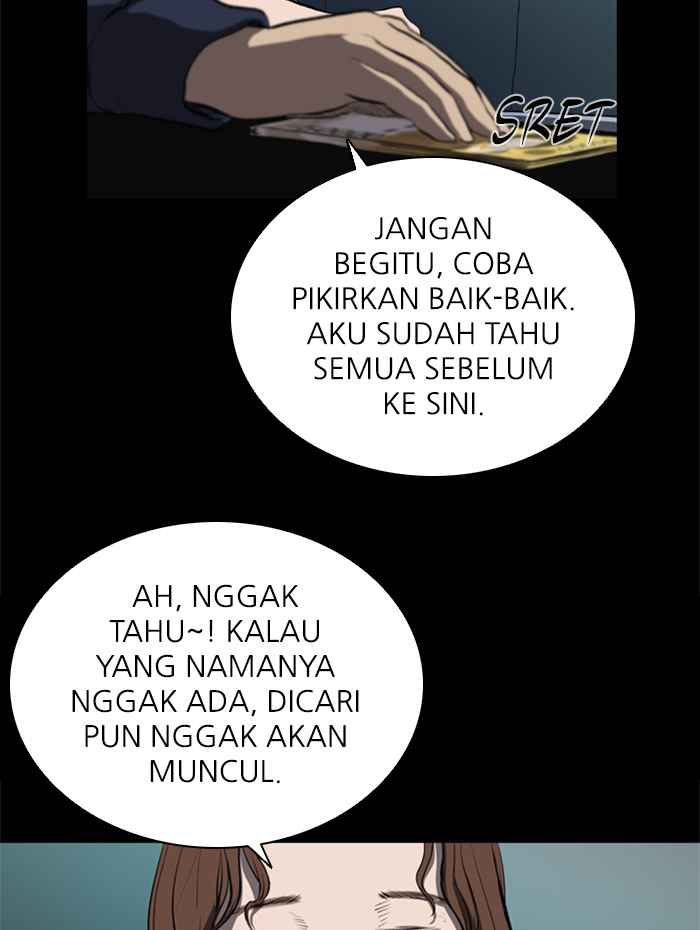 SRET
JANGAN
BEGITU, COBA
PIKIRKAN BAIK-BAIK.
AKU SUDAH TAHU
SEMUA SEBELUM
KE SINI.
AH, NGGAK
TAHU~! KALAU
YANG NAMANYA
NGGAK ADA, DICARI
PUN NGGAK AKAN
MUNCUL.